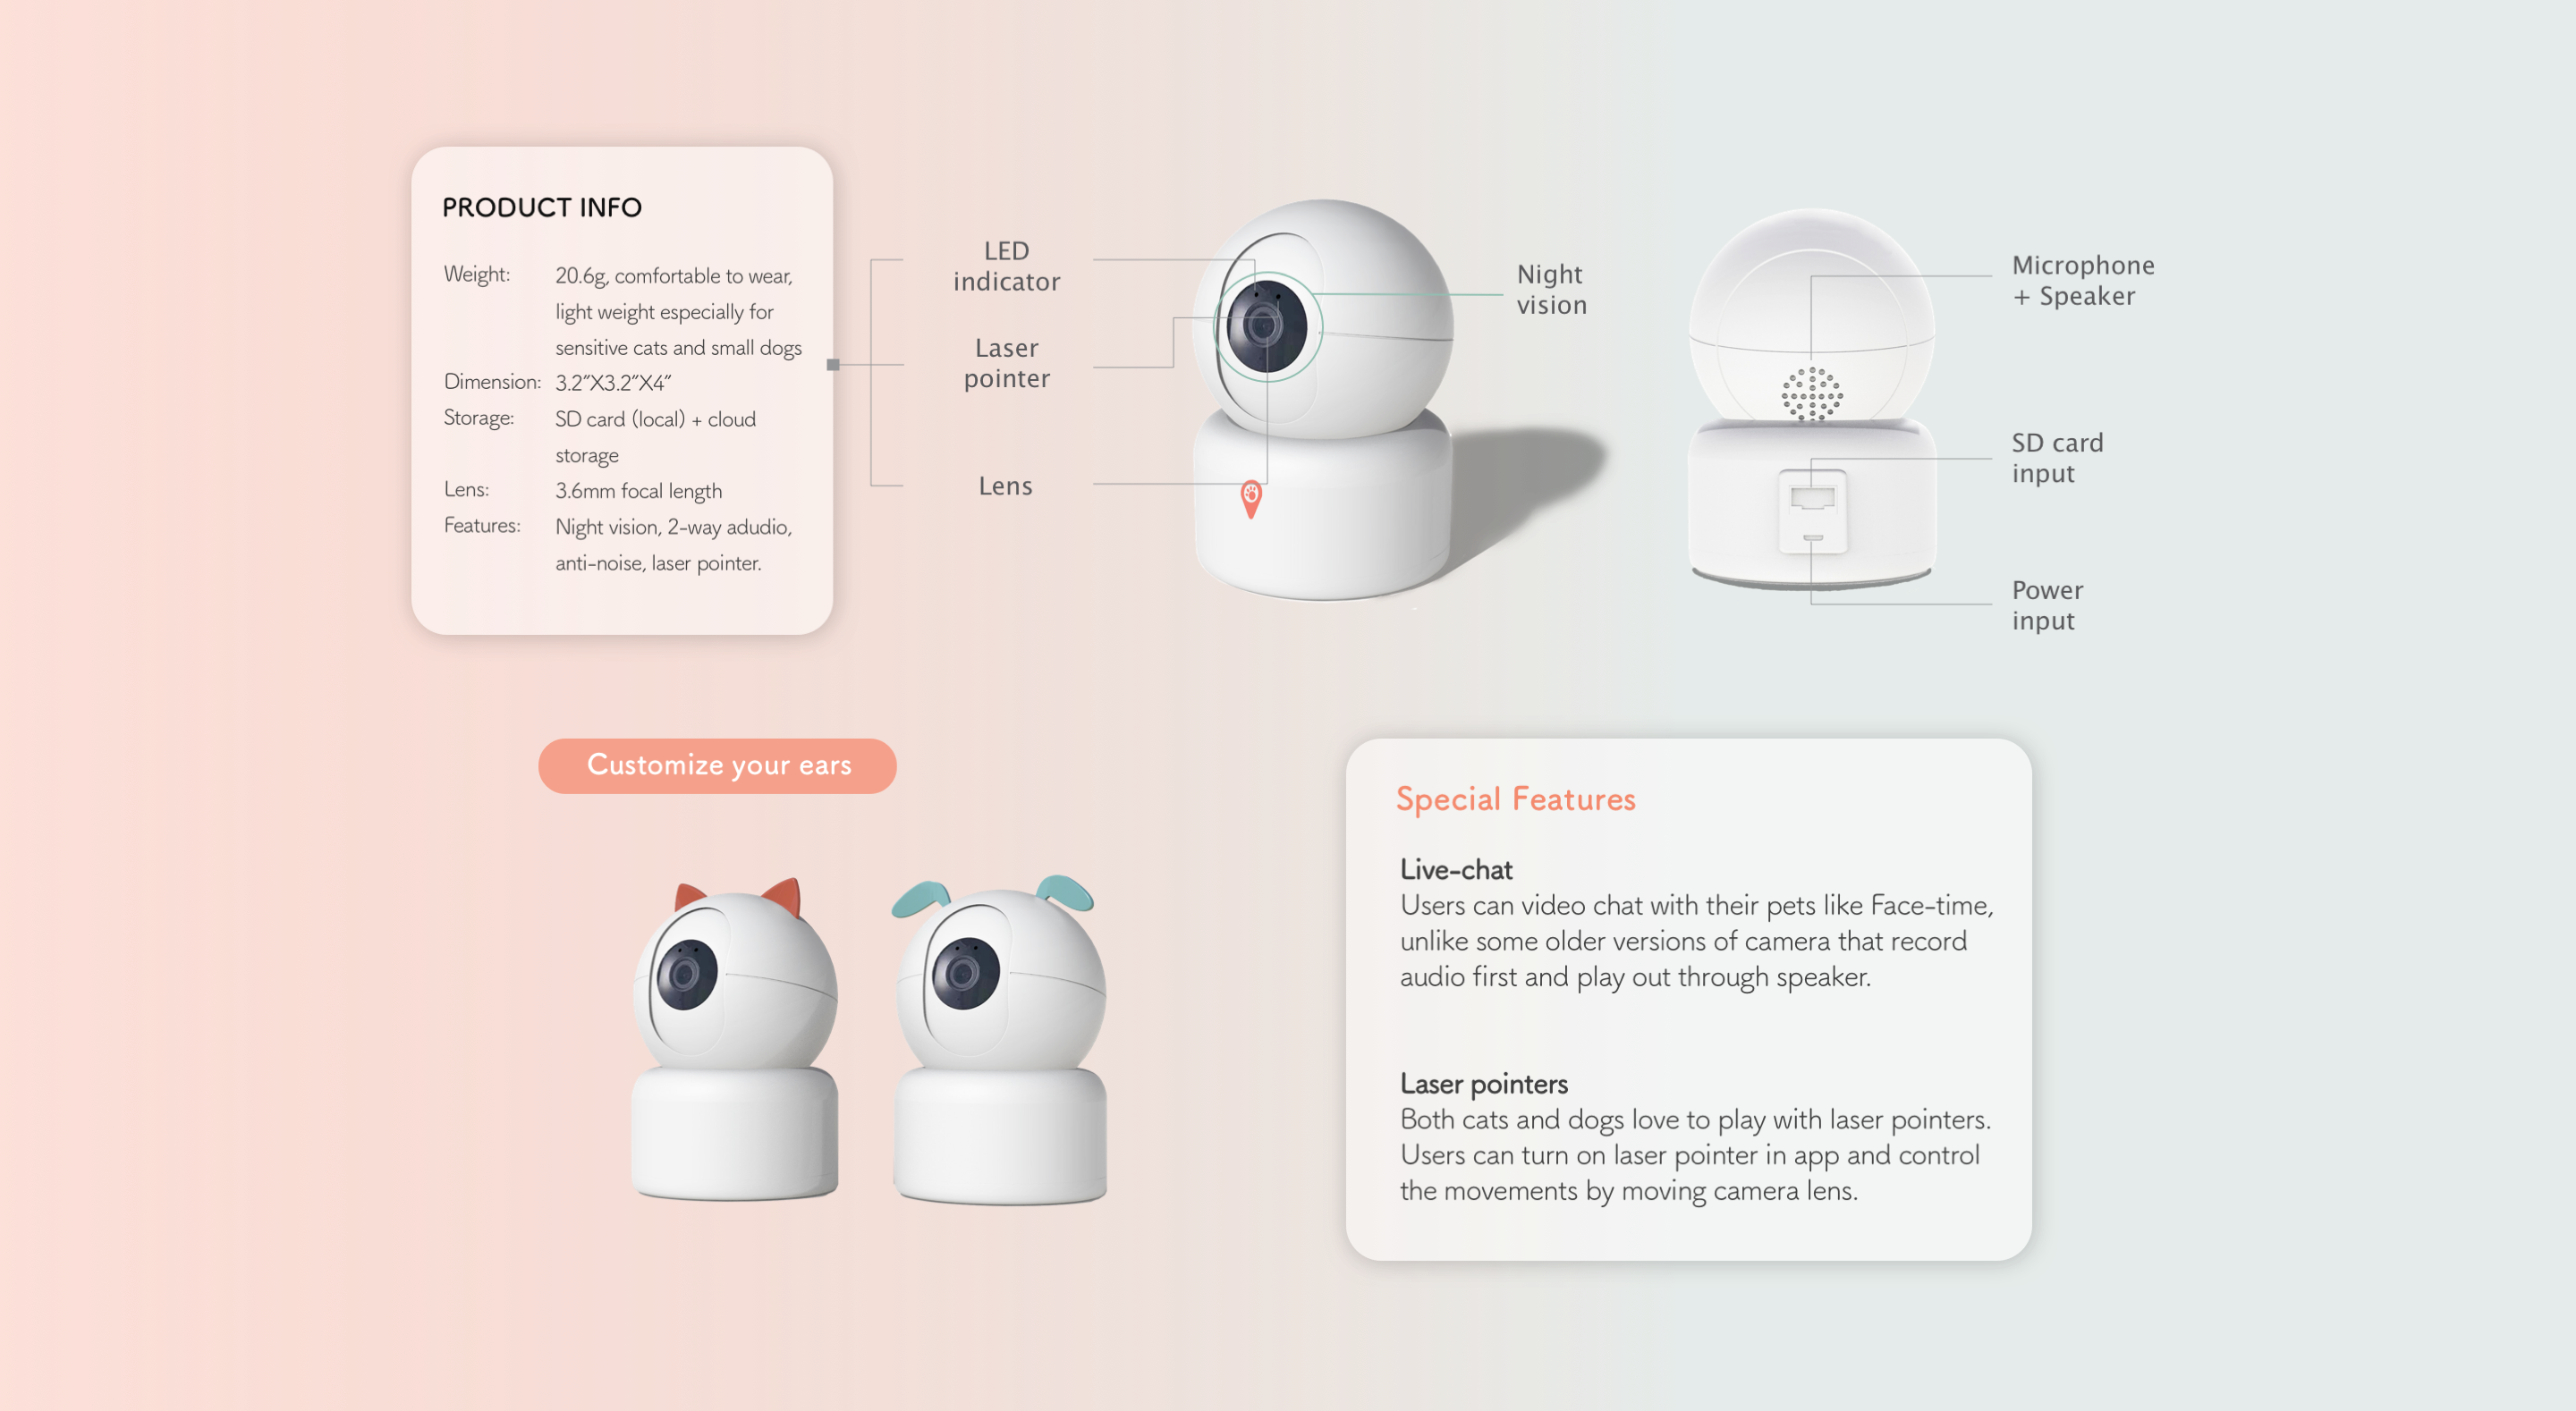 PRODUCT INFO
Weight: 20.6g, comfortable to wear,
light weight especially for
sensitive cats and small dogs
Dimension: 3.2”X3.2”X4”
Storage: SD card (local) + cloud
storage
Lens: 3.6mm focal length
Features: Night vision, 2-way adudio,
anti-noise, laser pointer.
LED
indicator
Laser
pointer
Lens
Night
vision
Microphone
+ Speaker
SD card
input
Power
input
Customize your ears
Special Features
Live-chat
Users can video chat with their pets like Face-time,
unlike some older versions of camera that record
audio first and play out through speaker.
Laser pointers
Both cats and dogs love to play with laser pointers.
Users can turn on laser pointer in app and control
the movements by moving camera lens.